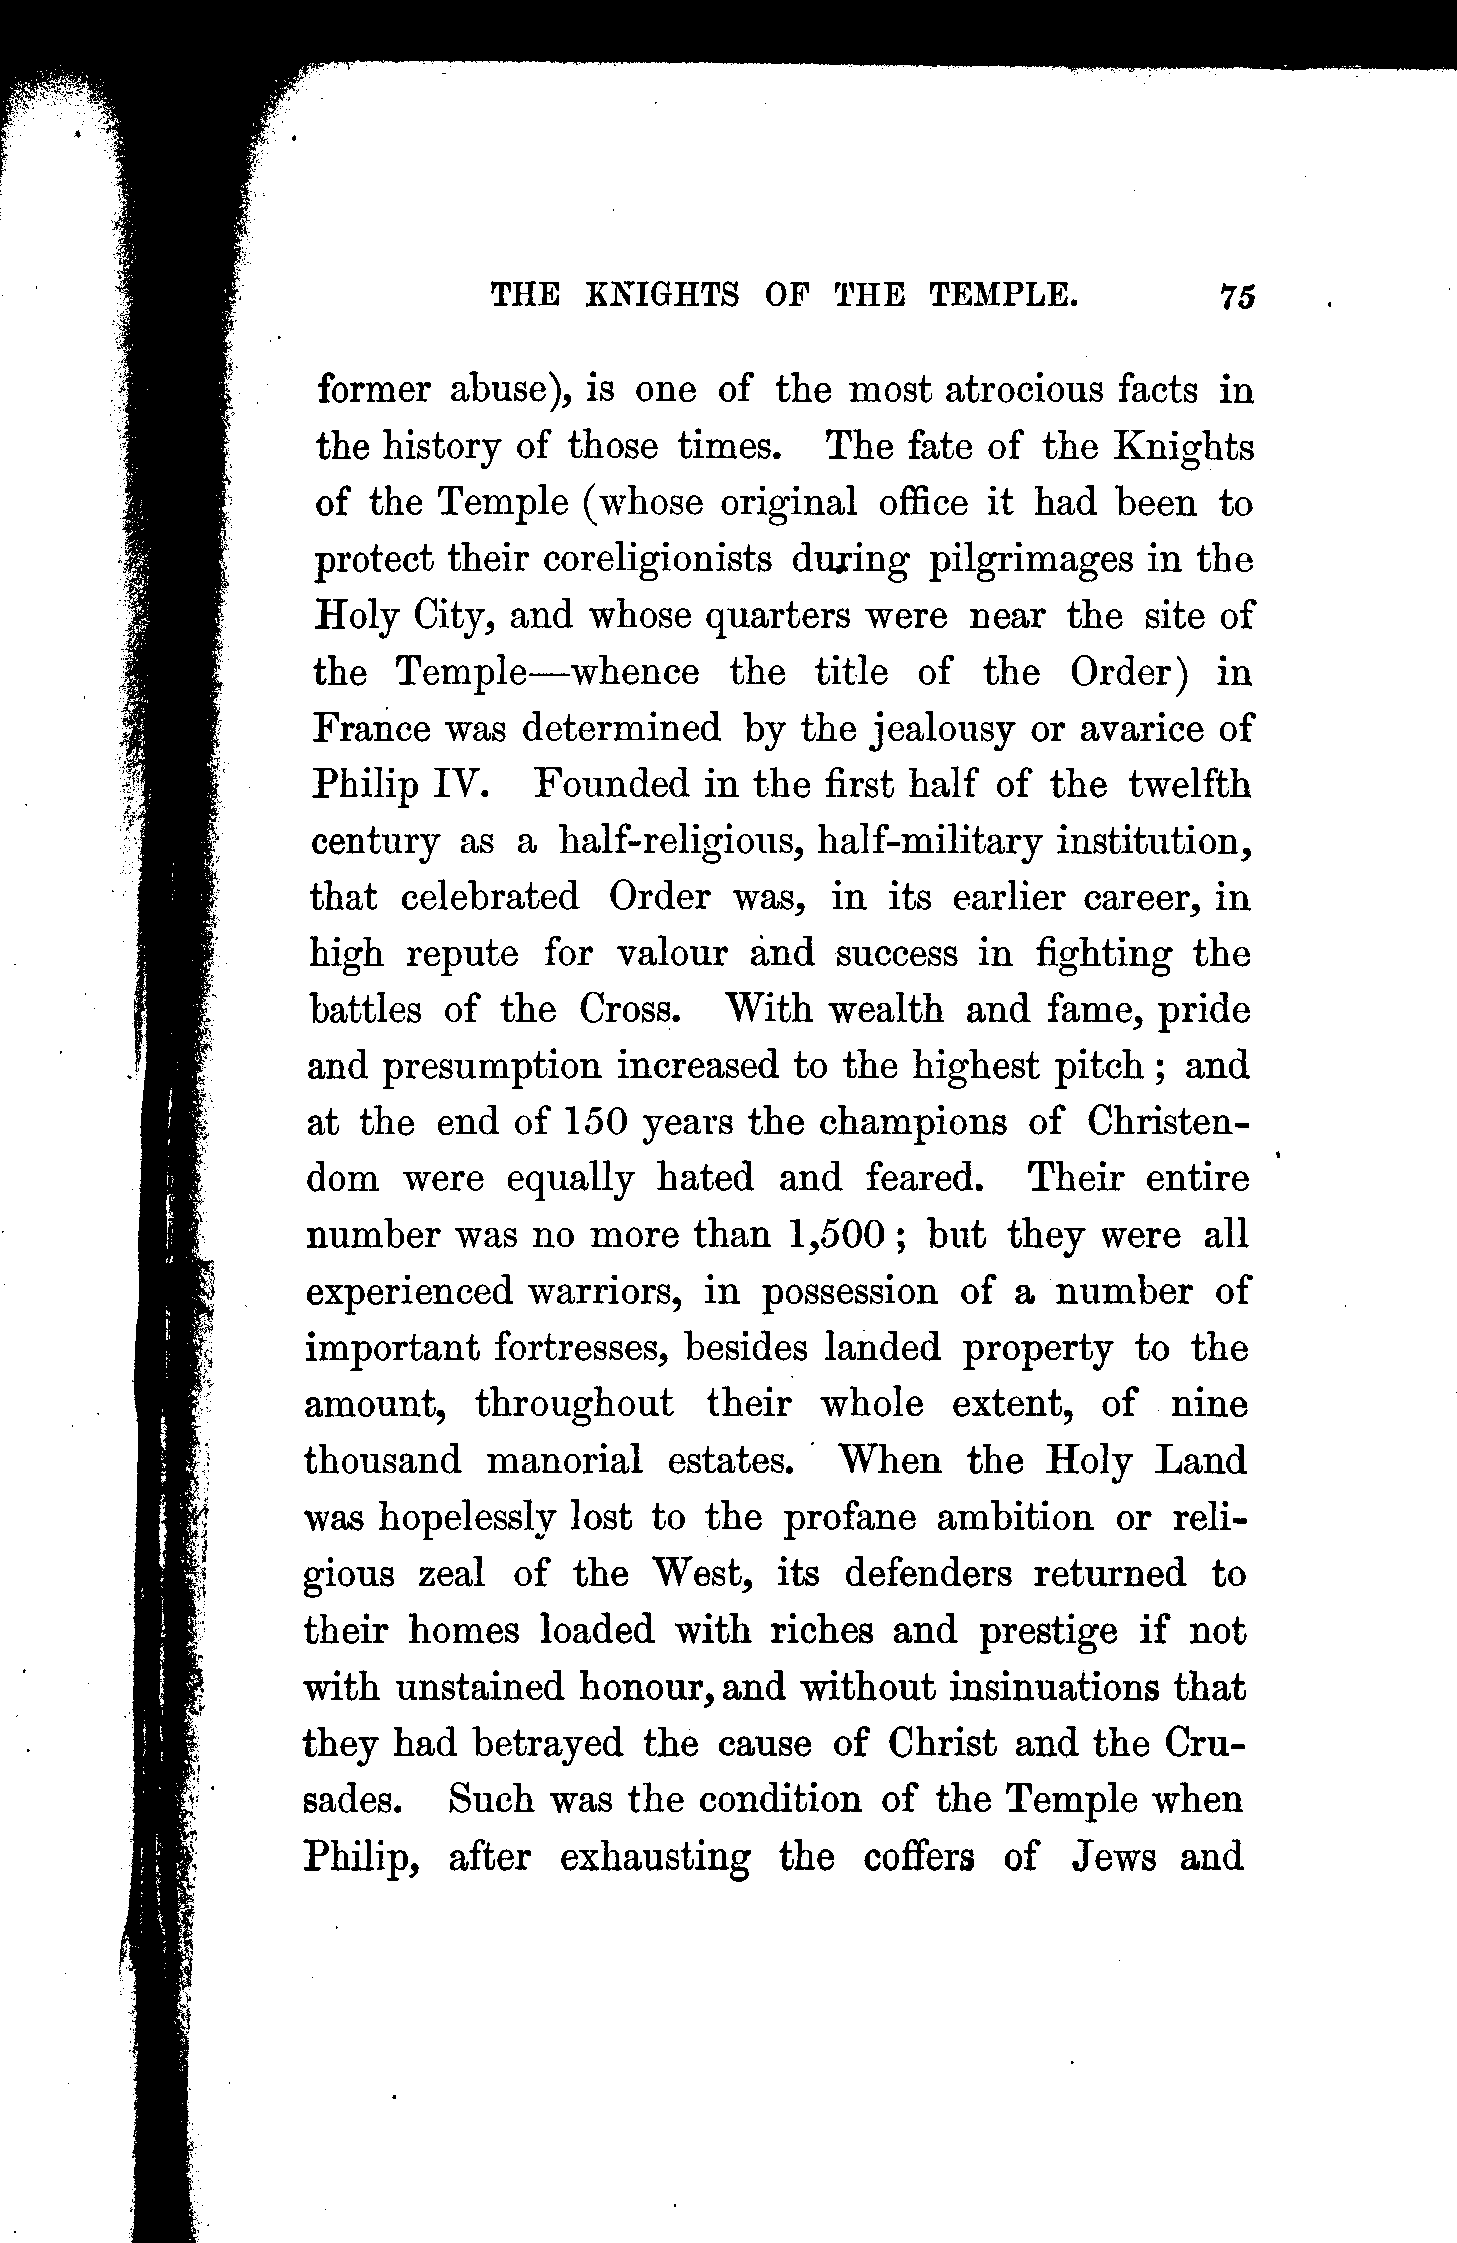 THE KNIGHTS OF THE TEMPLE. 75
former abuse), is one of the most atrocious facts in
the history of those times. The fate of the Knights
of the Temple (whose original office it had been to
protect their coreligionists during pilgrimages in the
Holy City, and whose quarters were near the site of
the Temple—whence the title of the Order) in
France was determined by the jealousy or avarice of
Philip IV. Founded in the first half of the twelfth
century as a half-religious, half-military institution,
that celebrated Order was, in its earlier career, in
high repute for valour and success in fighting the
battles of the Cross. With wealth and fame, pride
and presumption increased to the highest pitch ; and
at the end of 150 years the champions of Christen-
dom were equally hated and feared. Their entire
number was no more than 1,500 ; but they were all
experienced warriors, in possession of a number of
important fortresses, besides landed property to the
amount, throughout their whole extent, of nine
thousand manorial estates. When the Holy Land
was hopelessly lost to the profane ambition or reli-
gious zeal of the West, its defenders returned to
their homes loaded with riches and prestige if not
with unstained honour, and without insinuations that
they had betrayed the cause of Christ and the Cru-
sades. Such was the condition of the Temple when
Philip, after exhausting the coffers of Jews and